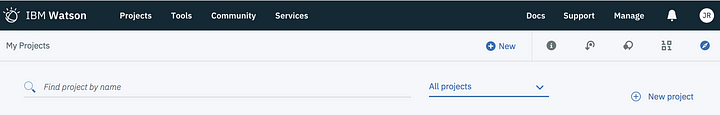 IBM Watson Projects Tools Community Services Docs Support Manage JR
My Projects New
Find project by name All projects New project